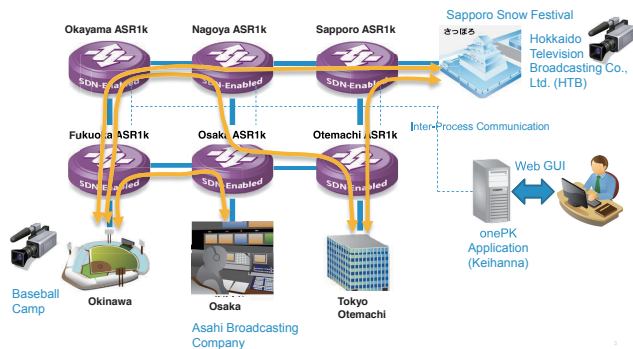 Sapporo Snow Festival
Okayama ASR1k
Nagoya ASR1k
Sapporo ASR1k
さっぽろ
Hokkaido
Television
Broadcasting Co.,
Ltd. (HTB)
SDN-Enabled
SDN-Enabled
SDN-Enabled
Fukuoka ASR1k
Osaka ASR1k
Otemachi ASR1k
Inter-Process Communication
SDN-Enabled
SDN-Enabled
SDN-Enabled
Web GUI
onePK
Application
(Keihanna)
Baseball
Camp
Okinawa
Osaka
Tokyo
Otemachi
Asahi Broadcasting
Company